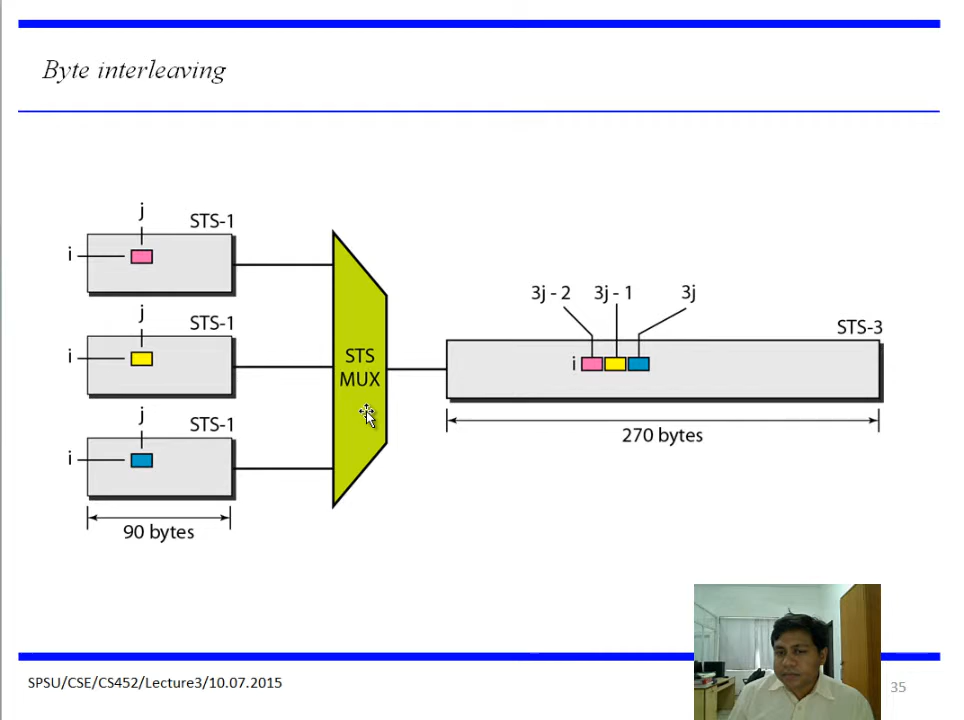 Byte interleaving
j
STS-1
i
j
STS-1
i
j
STS-1
i
90 bytes
STS
MUX
3j - 2
3j - 1
3j
STS-3
i
270 bytes
SPSU/CSE/CS452/Lecture3/10.07.2015
35